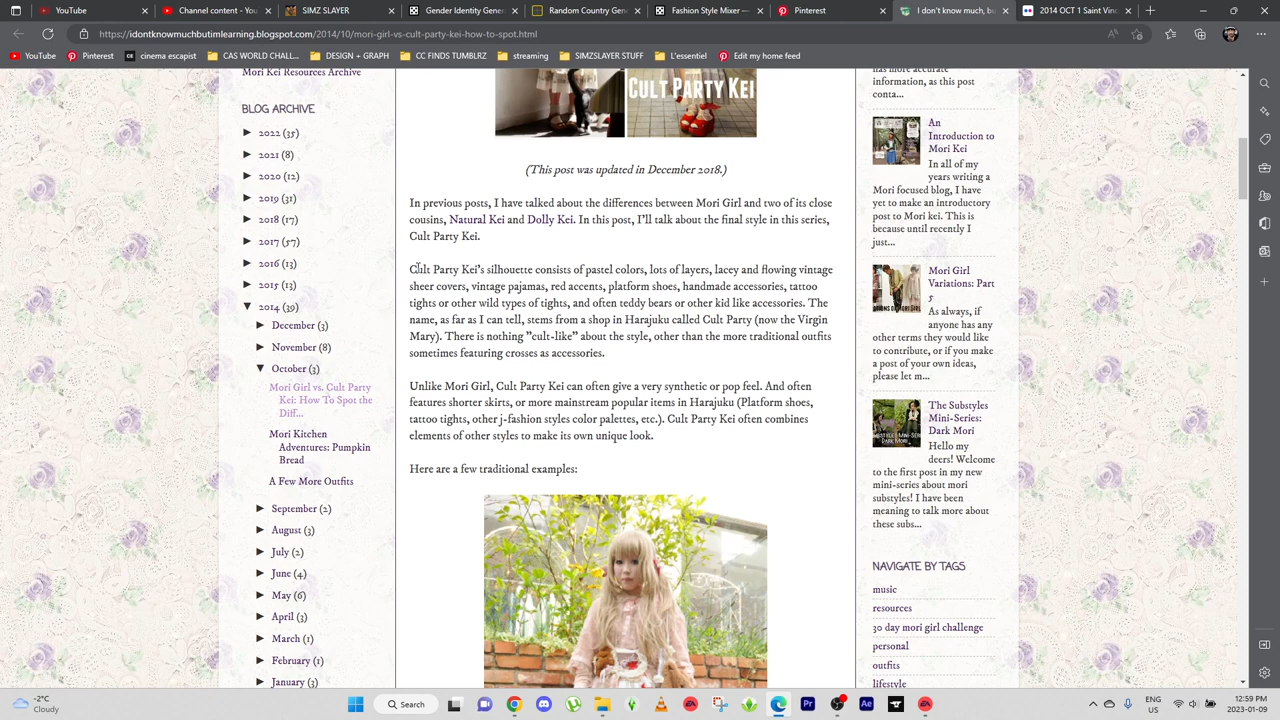 SIMZ SLAYER
Random Country Gene
Random Color Genera
Fashion Mix Styles Ge
(9) Pinterest
I don't know much, bu
2014 OCT 1 Saint Vinc
https://idontknowmuchbutimlearning.blogspot.com/2014/10/mori-girl-vs-cult-party-kei-how-to-spot.html
YouTube
Pinterest
cinema escapist
CAS WORLD CHALL...
DESIGN + GRAPH
CC FINDS TUMBLRZ
streaming
SIMZSLAYER STUFF
L'essentiel
Edit my home feed
Mori Kei Resources Archive
BLOG ARCHIVE
► 2022 (35)
► 2021 (8)
► 2020 (12)
► 2019 (31)
► 2018 (17)
► 2017 (57)
► 2016 (13)
► 2015 (13)
▼ 2014 (39)
► December (3)
► November (8)
▼ October (3)
Mori Girl vs. Cult Party
Kei: How To Spot the
Diff...
Mori Kitchen
Adventures: Pumpkin
Bread
A Few More Outfits
► September (2)
► August (3)
► July (2)
► June (4)
► May (6)
► April (3)
► March (1)
► February (1)
► January (3)
CULT PARTY KEI
(This post was updated in December 2018.)
In previous posts, I have talked about the differences between Mori Girl and two of its close
cousins, Natural Kei and Dolly Kei. In this post, I'll talk about the final style in this series,
Cult Party Kei.
Cult Party Kei's silhouette consists of pastel colors, lots of layers, lacey and flowing vintage
sheer covers, vintage pajamas, red accents, platform shoes, handmade accessories, tattoo
tights or other wild types of tights, and often teddy bears or other kid like accessories. The
name, as far as I can tell, stems from a shop in Harajuku called Cult Party (now the Virgin
Mary). There is nothing "cult-like" about the style, other than the more traditional outfits
sometimes featuring crosses as accessories.
Unlike Mori Girl, Cult Party Kei can often give a very synthetic or pop feel. And often
features shorter skirts, or more mainstream popular items in Harajuku (Platform shoes,
tattoo tights, other j-fashion styles color palettes, etc.). Cult Party Kei often combines
elements of other styles to make its own unique look.
Here are a few traditional examples:
has more accurate
information, as this post
conta...
An
Introduction to
Mori Kei
In all of my
years writing a
Mori focused blog, I have
yet to make an introductory
post to Mori kei. This is
because until recently I
just...
Mori Girl
Variations: Part
5
As always, if
anyone has any
other terms they would
like to contribute, or if you make
a post of your own ideas,
please let m...
The Substyles
Mini-Series:
Dark Mori
Hello my
deers! Welcome
to the first post in my new
mini-series about mori
substyles! I have been
meaning to talk more about
these subs...
NAVIGATE BY TAGS
music
resources
30 day mori girl challenge
personal
outfits
lifestyle
-2°C
Cloudy
Search
ENG
US
12:59 PM
2023-01-09